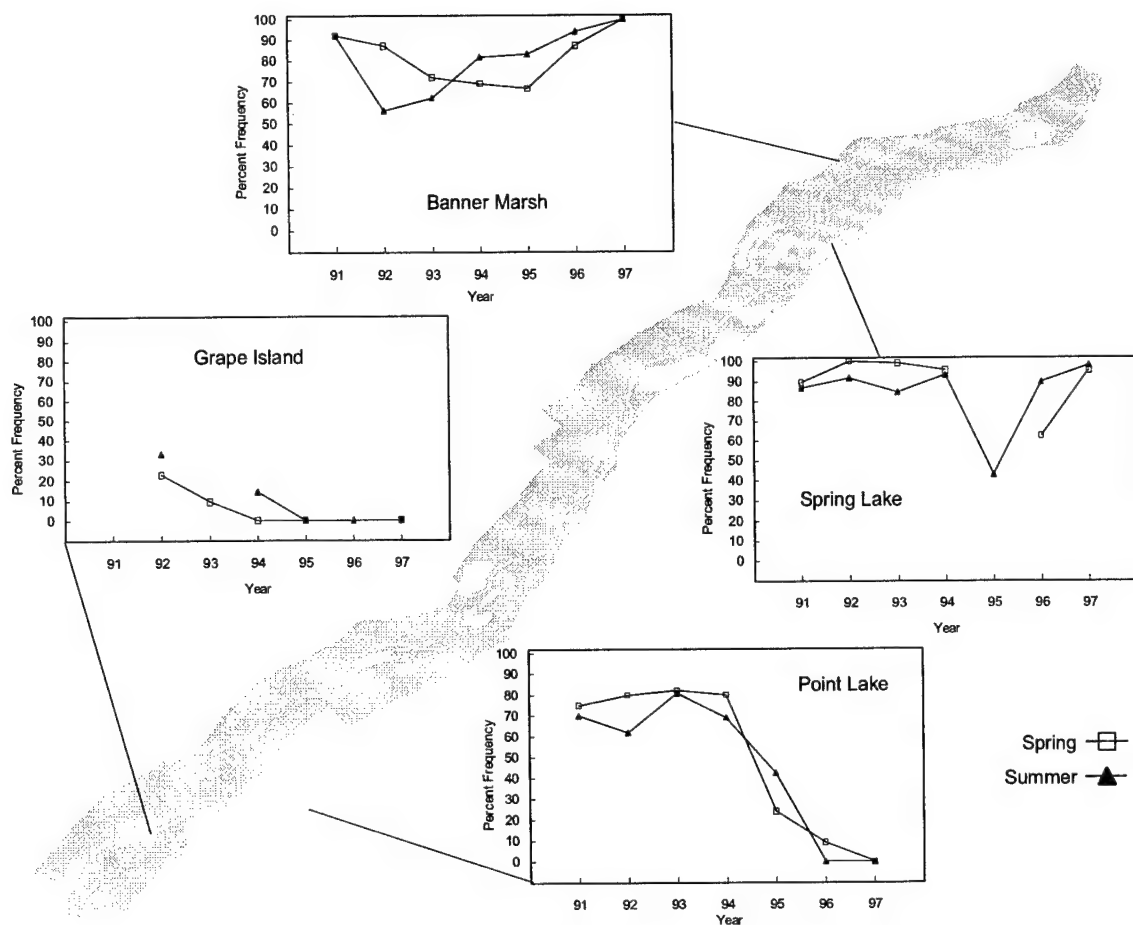 100
90
80
70
60
50
40
30
20
10
0
Percent Frequency
Banner Marsh
91 92 93 94 95 96 97
Year
100
90
80
70
60
50
40
30
20
10
0
Percent Frequency
Grape Island
91 92 93 94 95 96 97
Year
100
90
80
70
60
50
40
30
20
10
0
Percent Frequency
Spring Lake
91 92 93 94 95 96 97
Year
100
90
80
70
60
50
40
30
20
10
0
Percent Frequency
Point Lake
91 92 93 94 95 96 97
Year
Spring
Summer